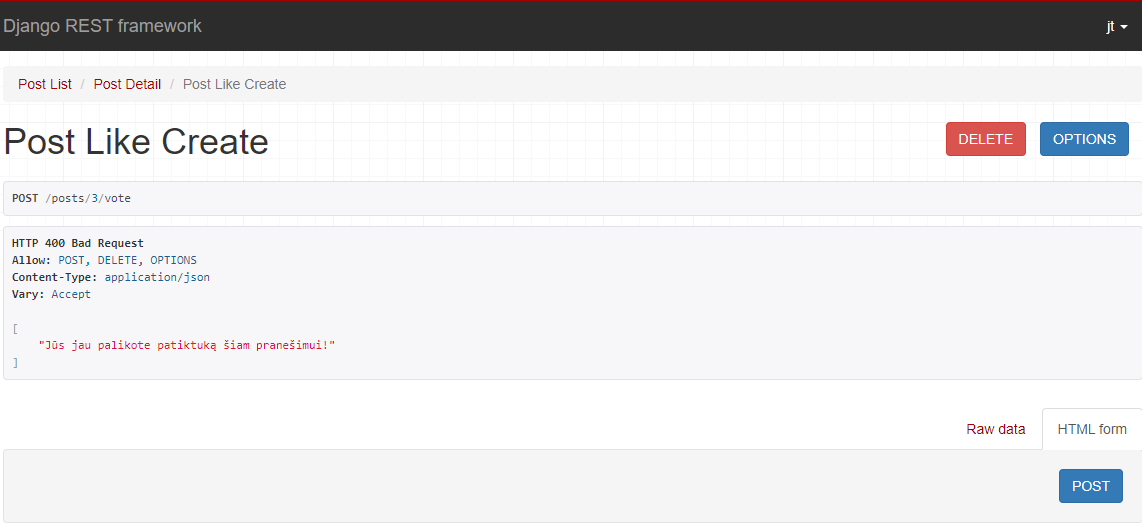 Django REST framework
jt
Post List / Post Detail / Post Like Create
Post Like Create
DELETE
OPTIONS
POST /posts/3/vote
HTTP 400 Bad Request
Allow: POST, DELETE, OPTIONS
Content-Type: application/json
Vary: Accept
[
"Jūs jau palikote patiktuką šiam pranešimui!"
]
Raw data
HTML form
POST